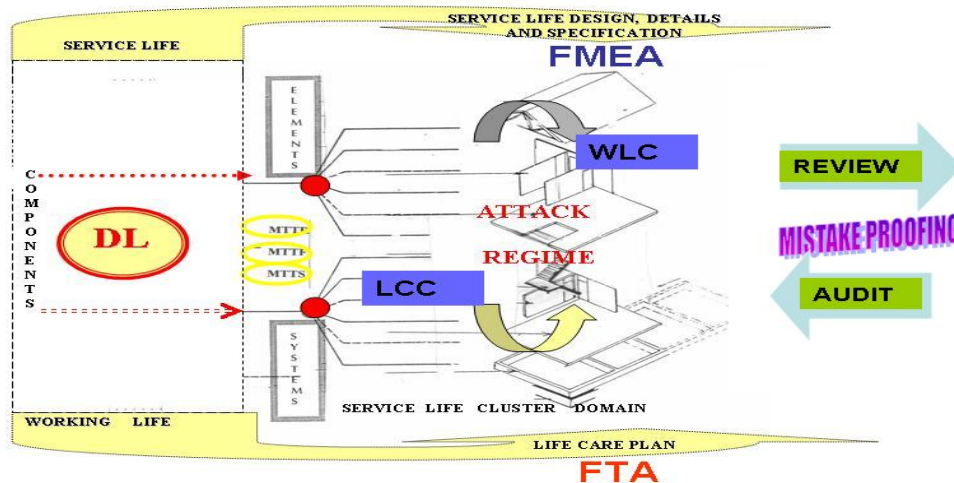 SERVICE LIFE DESIGN, DETAILS
AND SPECIFICATION
SERVICE LIFE
FMEA
ELEMENTS
WLC
REVIEW
COMPONENTS
ATTACK
DL
MTTF
MISTAKE PROOFING
MTTF
REGIME
MTTS
LCC
AUDIT
SYSTEMS
SERVICE LIFE CLUSTER DOMAIN
WORKING LIFE
LIFE CARE PLAN
FTA